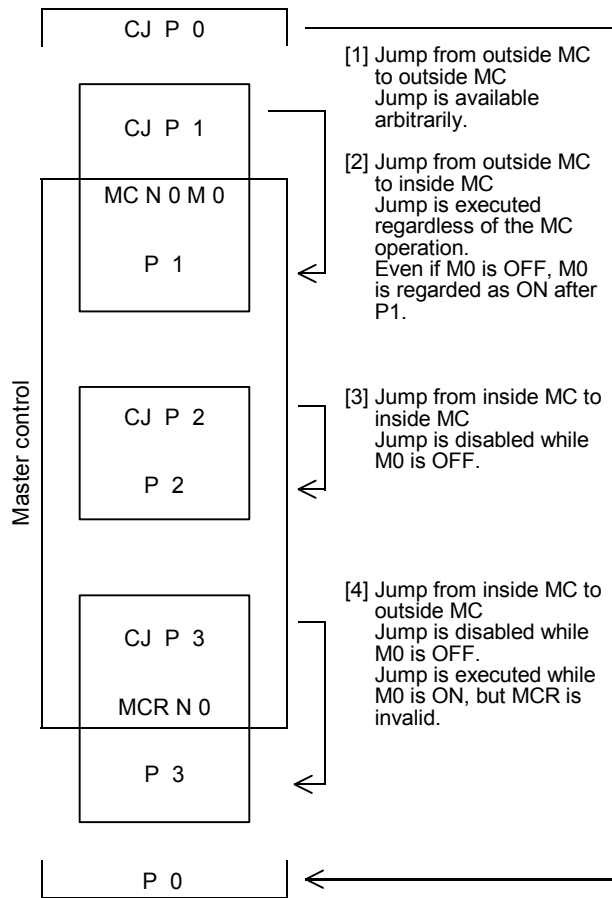 CJ P 0
[1] Jump from outside MC
to outside MC
Jump is available
arbitrarily.
CJ P 1
[2] Jump from outside MC
to inside MC
Jump is executed
regardless of the MC
operation.
Even if M0 is OFF, M0
is regarded as ON after
P1.
MC N 0 M 0
P 1
Master control
CJ P 2
P 2
[3] Jump from inside MC to
inside MC
Jump is disabled while
M0 is OFF.
CJ P 3
MCR N 0
P 3
[4] Jump from inside MC to
outside MC
Jump is disabled while
M0 is OFF.
Jump is executed while
M0 is ON, but MCR is
invalid.
P 0